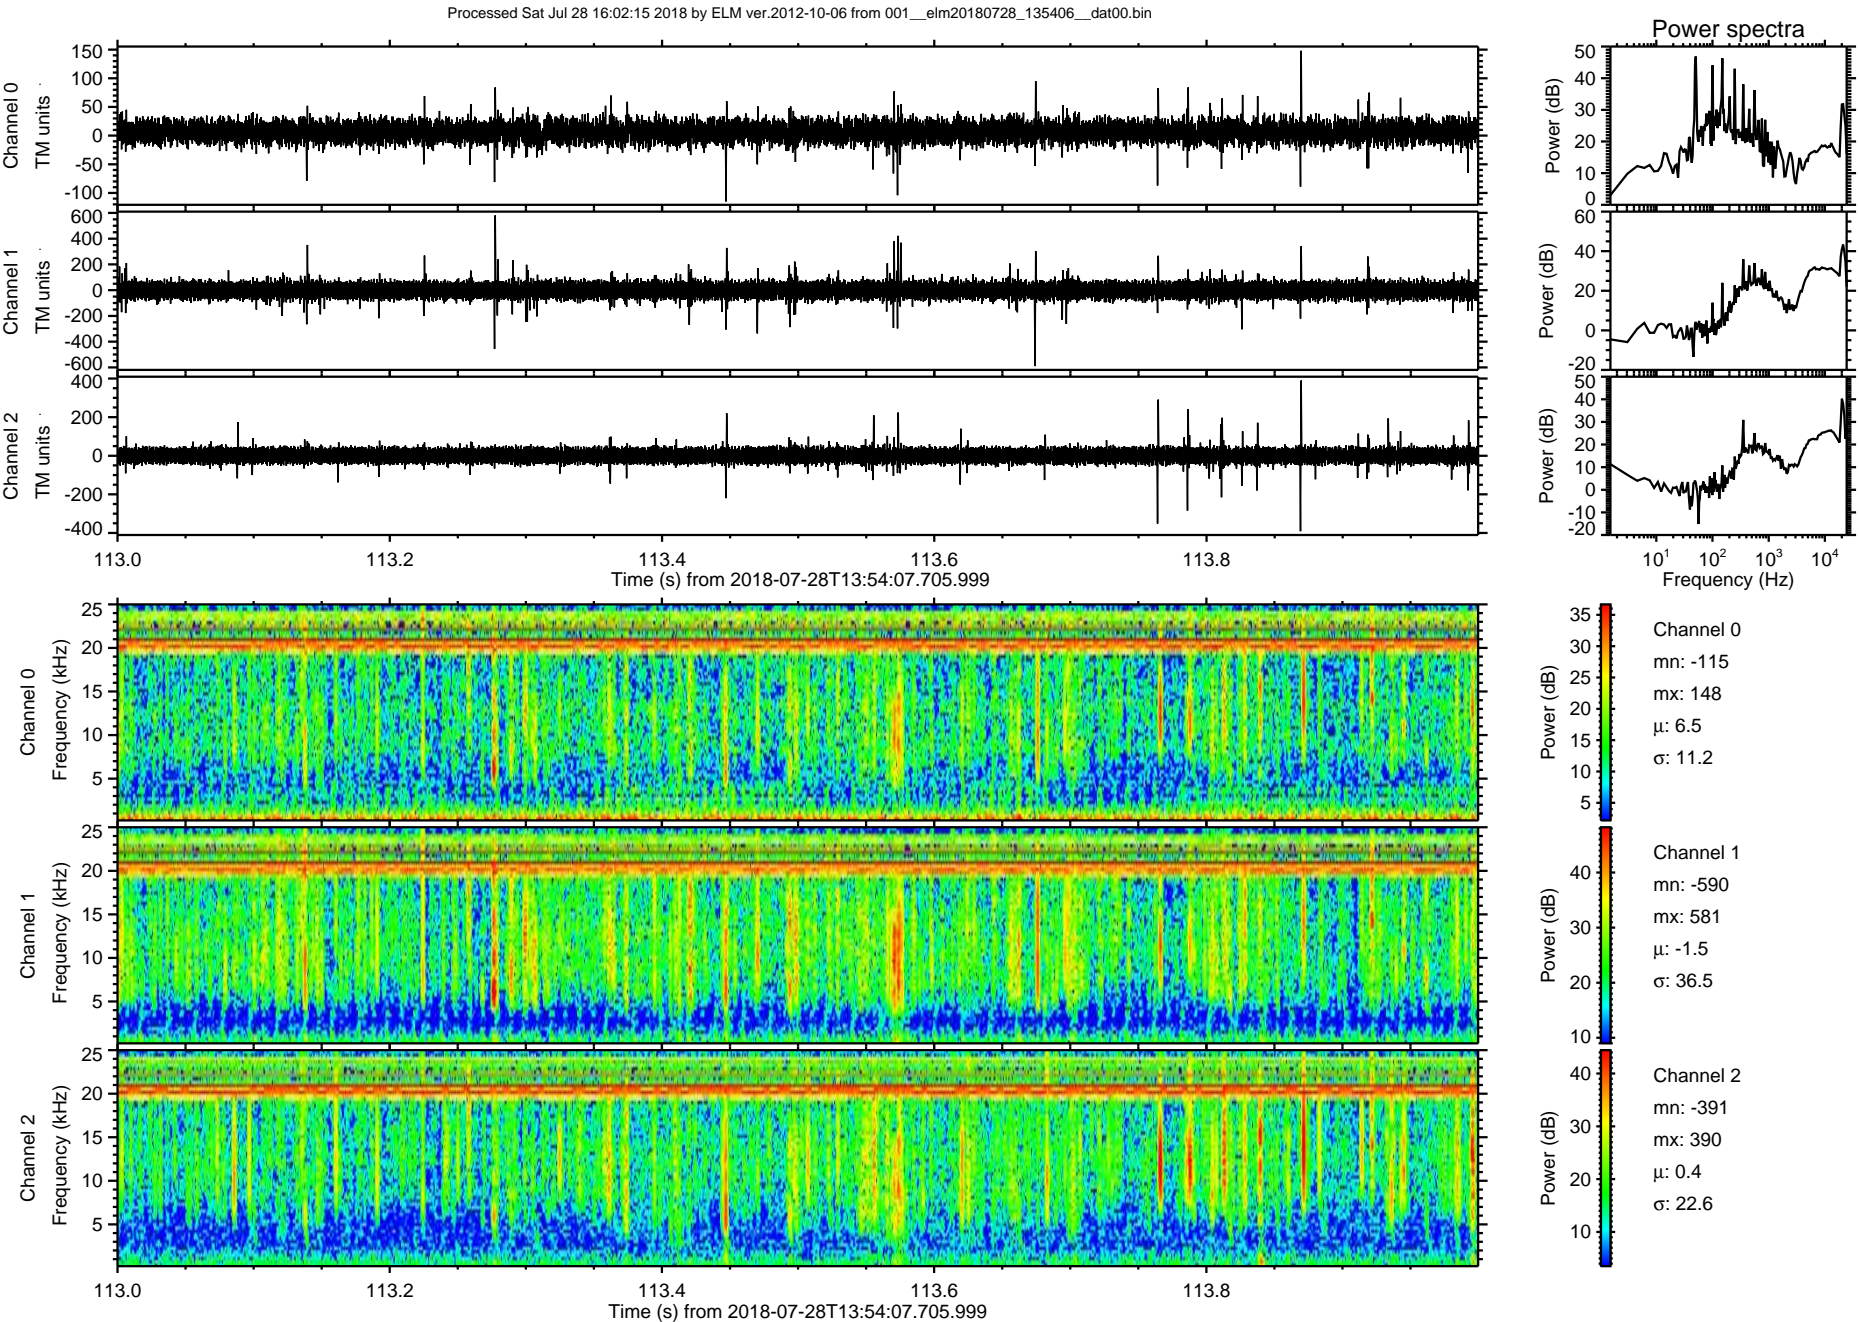 Processed Sat Jul 28 16:02:15 2018 by ELM ver.2012-10-06 from 001__elm20180728_135406__dat00.bin
Power spectra
Channel 0
TM units
150
100
50
0
-50
-100
Power (dB)
50
40
30
20
10
0
Channel 1
TM units
600
400
200
0
-200
-400
-600
Power (dB)
60
40
20
0
-20
Channel 2
TM units
400
200
0
-200
-400
Power (dB)
50
40
30
20
10
0
-10
-20
113.0 113.2 113.4 113.6 113.8
Time (s) from 2018-07-28T13:54:07.705.999
10¹ 10² 10³ 10⁴
Frequency (Hz)
Channel 0
Frequency (kHz)
25
20
15
10
5
Power (dB)
35
30
25
20
15
10
5
Channel 0
mn: -115
mx: 148
μ: 6.5
σ: 11.2
Channel 1
Frequency (kHz)
25
20
15
10
5
Power (dB)
40
30
20
10
Channel 1
mn: -590
mx: 581
μ: -1.5
σ: 36.5
Channel 2
Frequency (kHz)
25
20
15
10
5
Power (dB)
40
30
20
10
Channel 2
mn: -391
mx: 390
μ: 0.4
σ: 22.6
113.0 113.2 113.4 113.6 113.8
Time (s) from 2018-07-28T13:54:07.705.999